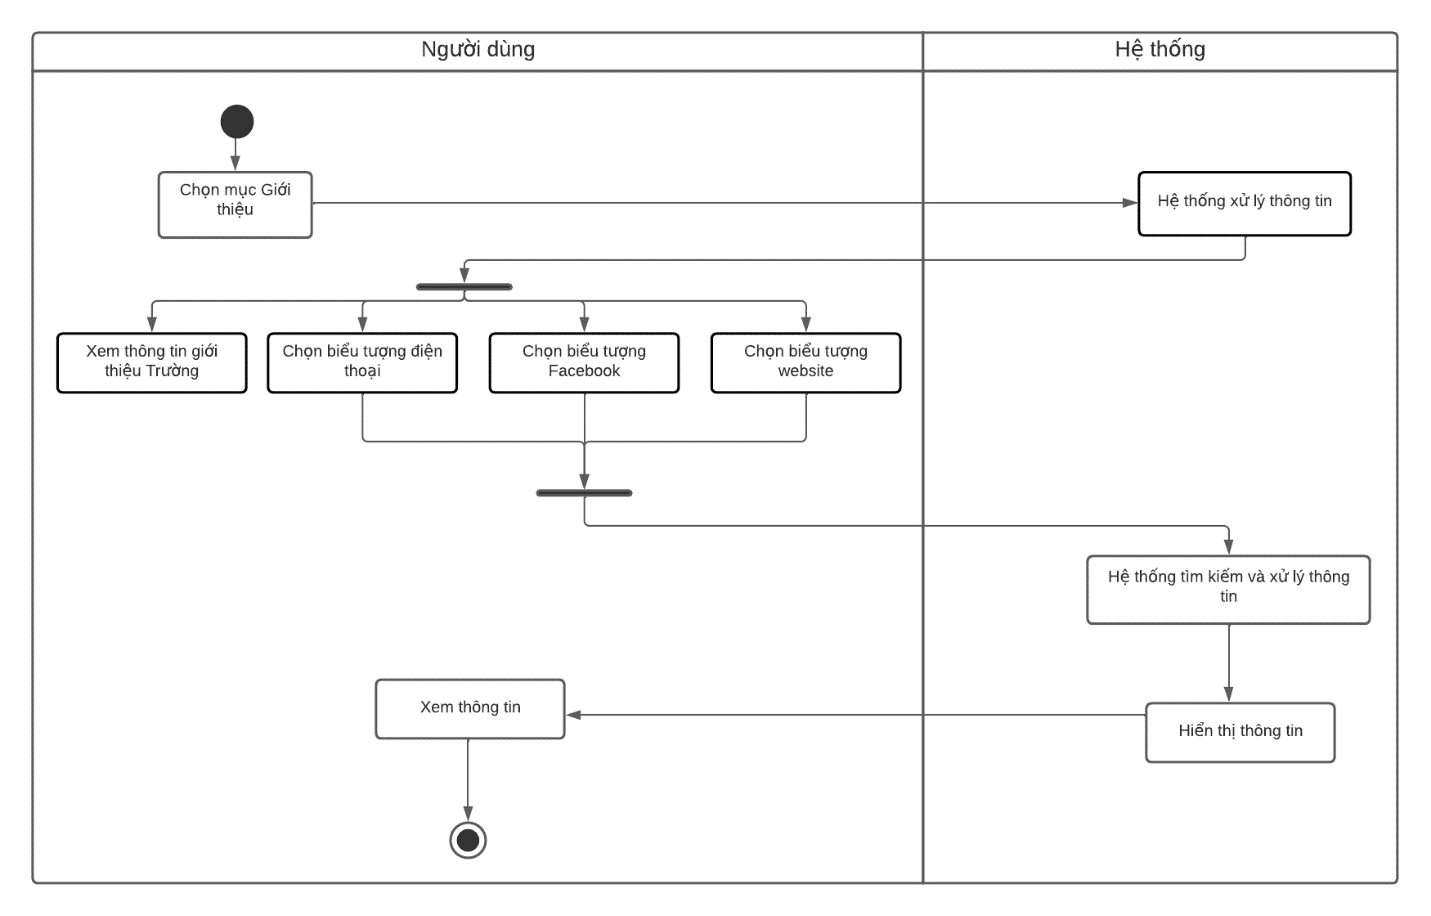 Người dùng
Hệ thống
Chọn mục Giới
thiệu
Hệ thống xử lý thông tin
Xem thông tin giới
thiệu Trường
Chọn biểu tượng điện
thoại
Chọn biểu tượng
Facebook
Chọn biểu tượng
website
Hệ thống tìm kiếm và xử lý thông
tin
Xem thông tin
Hiển thị thông tin